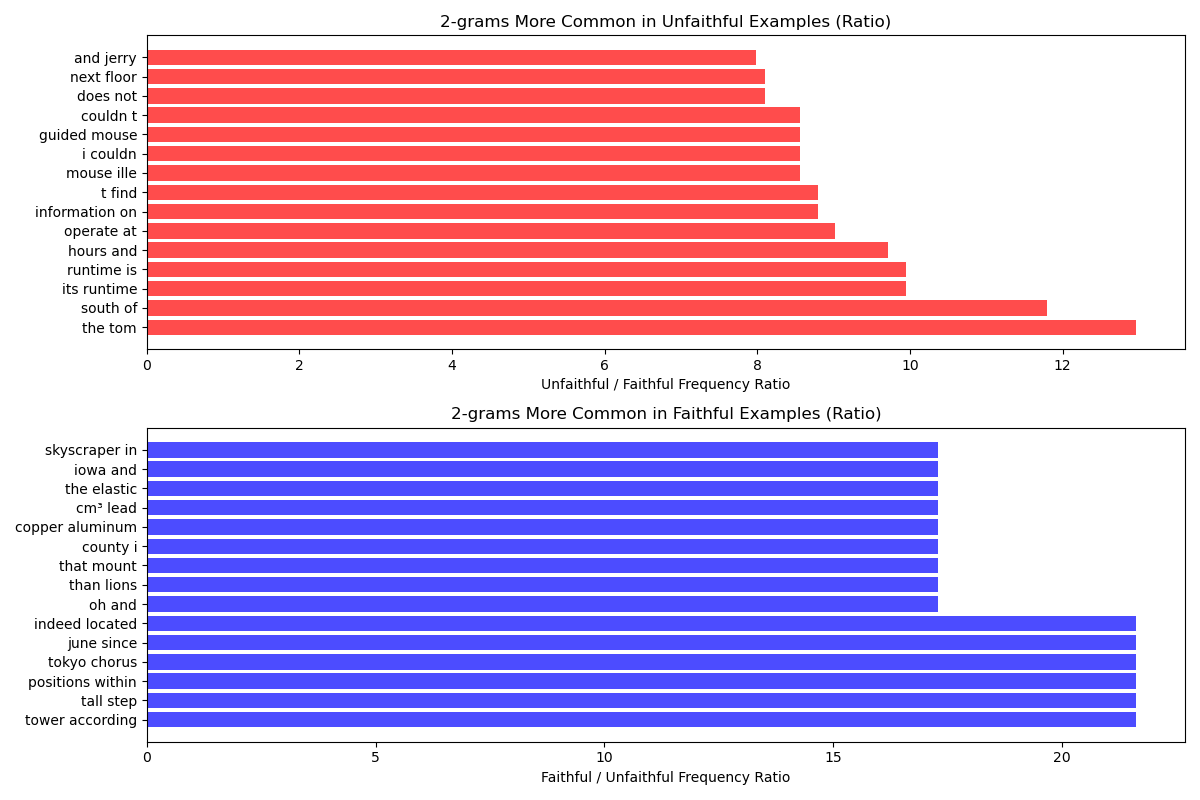 2-grams More Common in Unfaithful Examples (Ratio)
and jerry
next floor
does not
couldn t
guided mouse
i couldn
mouse ille
t find
information on
operate at
hours and
runtime is
its runtime
south of
the tom
0 2 4 6 8 10 12
Unfaithful / Faithful Frequency Ratio
2-grams More Common in Faithful Examples (Ratio)
skyscraper in
iowa and
the elastic
cm³ lead
copper aluminum
county i
that mount
than lions
oh and
indeed located
june since
tokyo chorus
positions within
tall step
tower according
0 5 10 15 20
Faithful / Unfaithful Frequency Ratio